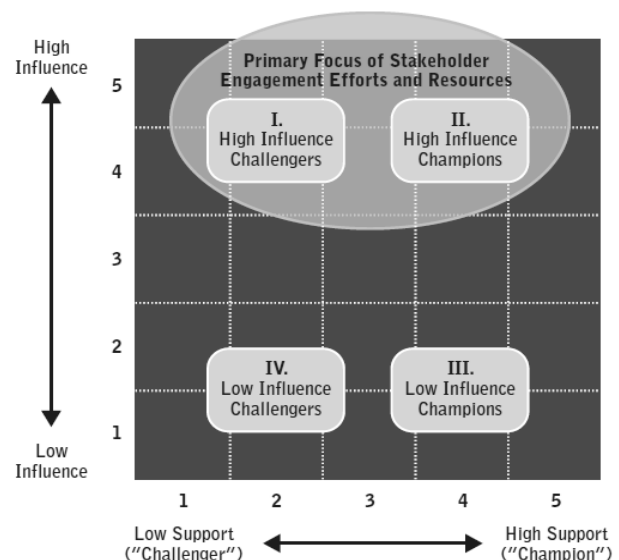 High
Influence
Primary Focus of Stakeholder
Engagement Efforts and Resources
5
I.
High Influence
Challengers
II.
High Influence
Champions
4
3
2
IV.
Low Influence
Challengers
III.
Low Influence
Champions
1
Low
Influence
1 2 3 4 5
Low Support
("Challenger")
High Support
("Champion")